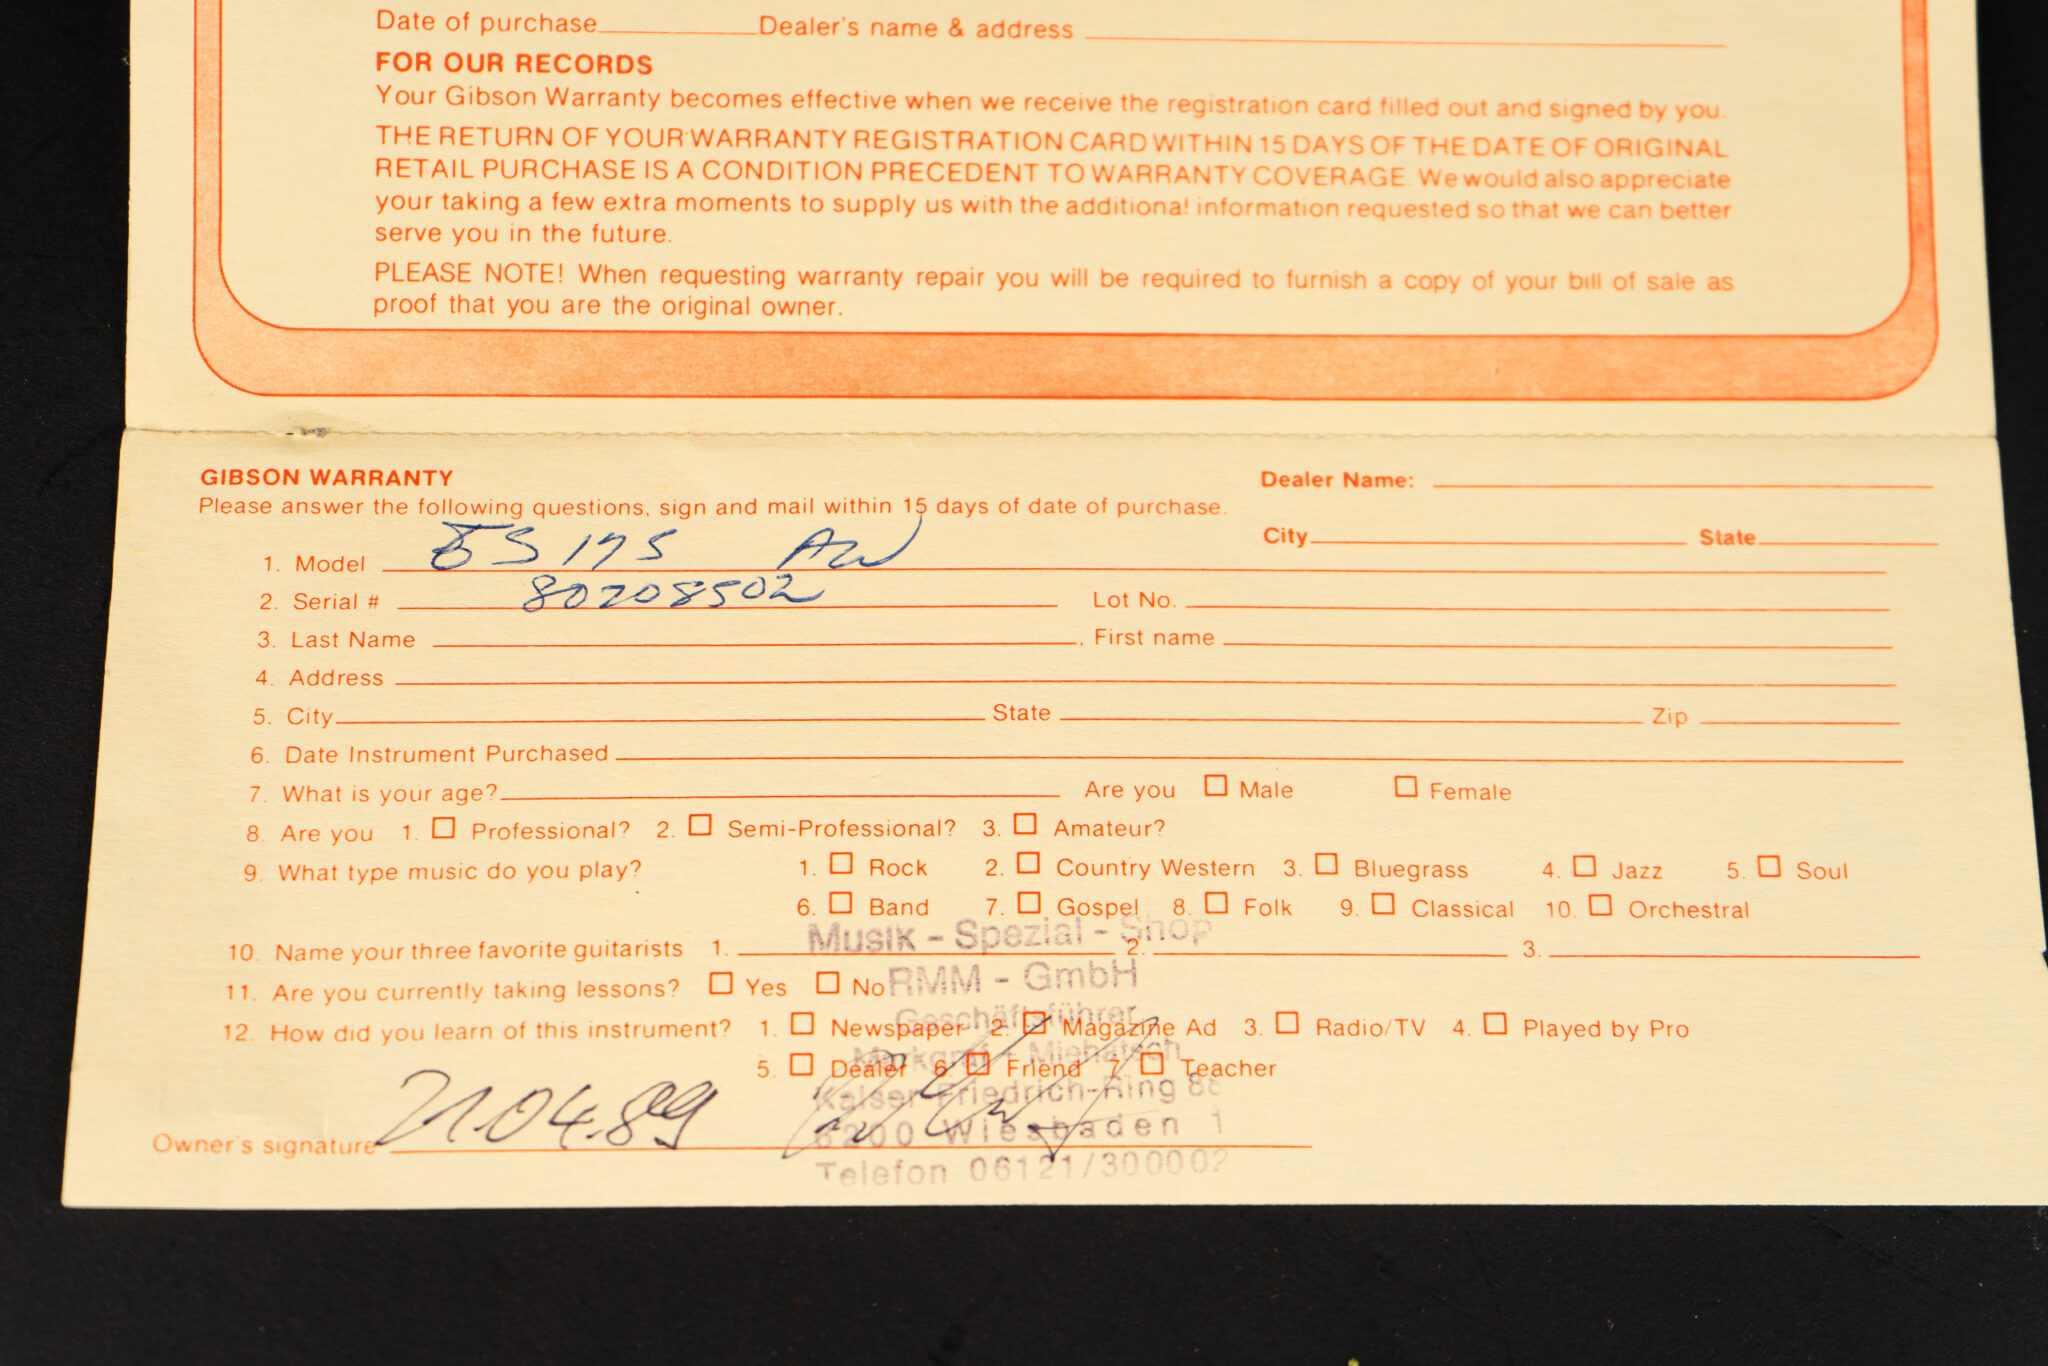 Date of purchase Dealer's name & address
FOR OUR RECORDS
Your Gibson Warranty becomes effective when we receive the registration card filled out and signed by you.
THE RETURN OF YOUR WARRANTY REGISTRATION CARD WITHIN 15 DAYS OF THE DATE OF ORIGINAL
RETAIL PURCHASE IS A CONDITION PRECEDENT TO WARRANTY COVERAGE. We would also appreciate
your taking a few extra moments to supply us with the additional information requested so that we can better
serve you in the future.
PLEASE NOTE! When requesting warranty repair you will be required to furnish a copy of your bill of sale as
proof that you are the original owner.
GIBSON WARRANTY
Dealer Name:
Please answer the following questions, sign and mail within 15 days of date of purchase.
City State
1. Model ES 175 AW
2. Serial # 80208502 Lot No.
3. Last Name , First name
4. Address
5. City State Zip
6. Date Instrument Purchased
7. What is your age? Are you Male Female
8. Are you 1. Professional? 2. Semi-Professional? 3. Amateur?
9. What type music do you play? 1. Rock 2. Country Western 3. Bluegrass 4. Jazz 5. Soul
6. Band 7. Gospel 8. Folk 9. Classical 10. Orchestral
Musik - Spezial - Shop
10. Name your three favorite guitarists 1. 2. 3.
RMM - GmbH
11. Are you currently taking lessons? Yes No
Geschäftsführer
12. How did you learn of this instrument? 1. Newspaper 2. Magazine Ad 3. Radio/TV 4. Played by Pro
Markgraf -
5. Dealer 6. Friend 7. Teacher
Kaiser-Friedrich-Ring
6200 Wiesbaden 1
Owner's signature 21.04.89
Telefon 06121/300002